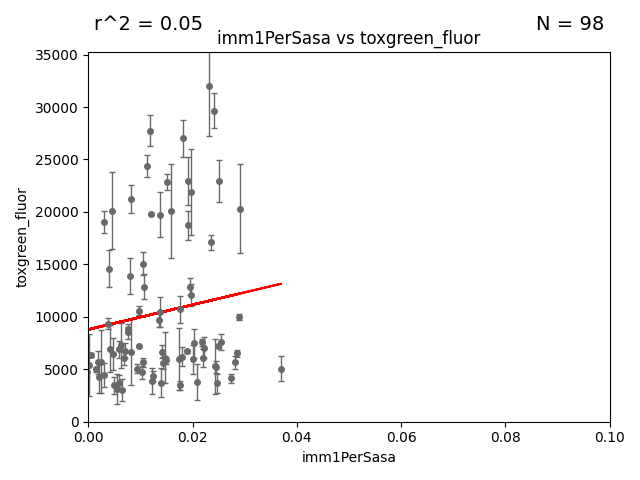 r^2 = 0.05
N = 98
imm1PerSasa vs toxgreen_fluor
35000
30000
25000
20000
15000
10000
5000
0
toxgreen_fluor
0.00
0.02
0.04
0.06
0.08
0.10
imm1PerSasa